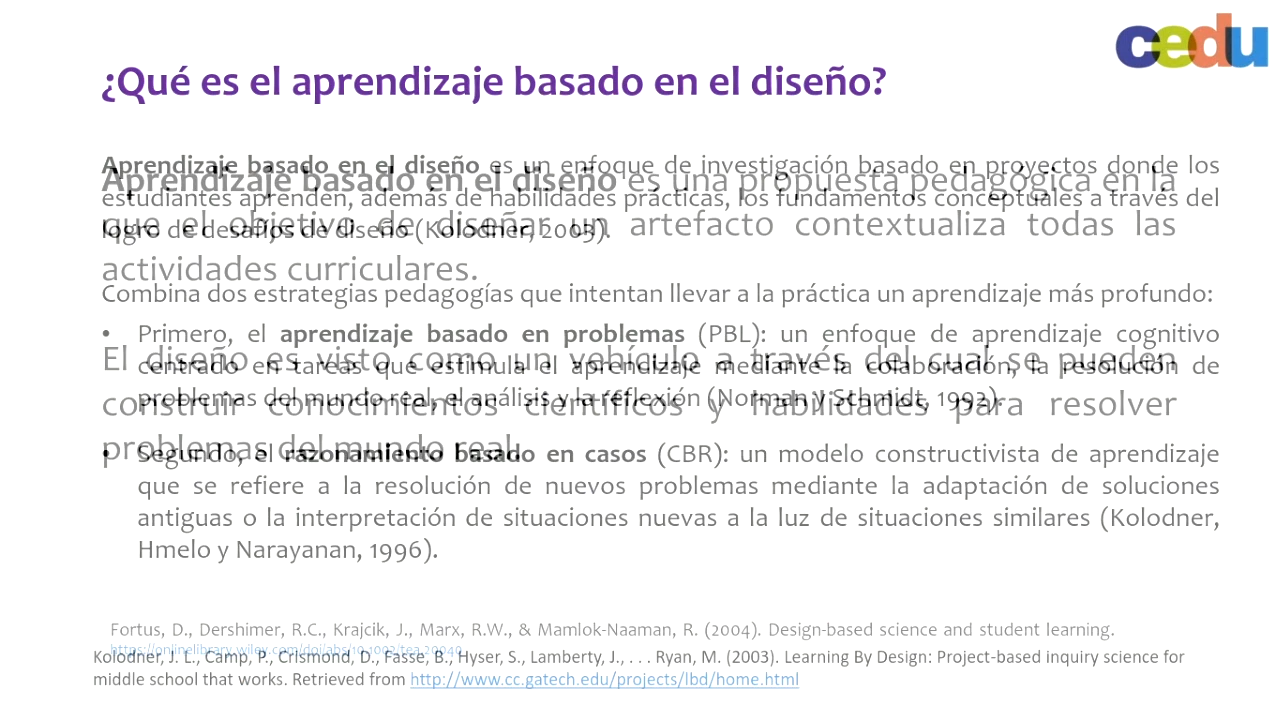 cedu
¿Qué es el aprendizaje basado en el diseño?
Aprendizaje basado en el diseño es un enfoque de investigación basado en proyectos donde los
estudiantes aprenden, además de habilidades prácticas, los fundamentos conceptuales a través del
logro de desafíos de diseño (Kolodner, 2003).
Combina dos estrategias pedagogías que intentan llevar a la práctica un aprendizaje más profundo:
• Primero, el aprendizaje basado en problemas (PBL): un enfoque de aprendizaje cognitivo
centrado en tareas que estimula el aprendizaje mediante la colaboración, la resolución de
problemas del mundo real, el análisis y la reflexión (Norman y Schmidt, 1992).
• Segundo, el razonamiento basado en casos (CBR): un modelo constructivista de aprendizaje
que se refiere a la resolución de nuevos problemas mediante la adaptación de soluciones
antiguas o la interpretación de situaciones nuevas a la luz de situaciones similares (Kolodner,
Hmelo y Narayanan, 1996).
Aprendizaje basado en el diseño es una propuesta pedagógica en la
que el objetivo de diseñar un artefacto contextualiza todas las
actividades curriculares.
El diseño es visto como un vehículo a través del cual se pueden
construir conocimientos científicos y habilidades para resolver
problemas del mundo real.
Fortus, D., Dershimer, R.C., Krajcik, J., Marx, R.W., & Mamlok-Naaman, R. (2004). Design-based science and student learning.
https://onlinelibrary.wiley.com/doi/abs/10.1002/tea.20040
Kolodner, J. L., Camp, P., Crismond, D., Fasse, B., Hyser, S., Lamberty, J., . . . Ryan, M. (2003). Learning By Design: Project-based inquiry science for
middle school that works. Retrieved from http://www.cc.gatech.edu/projects/lbd/home.html